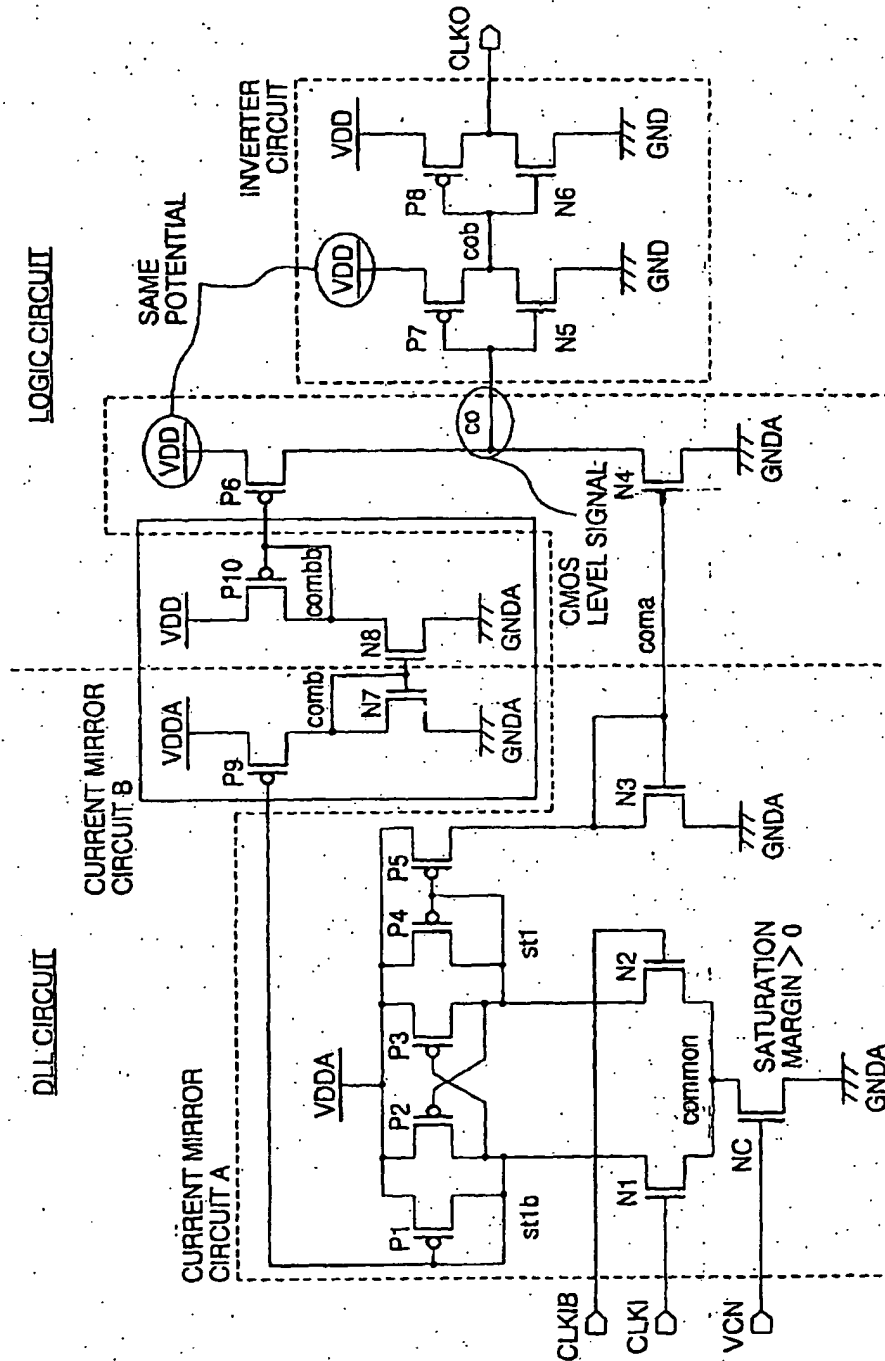 DLL CIRCUIT
LOGIC CIRCUIT
CURRENT MIRROR
CIRCUIT A
CURRENT MIRROR
CIRCUIT B
SAME
POTENTIAL
INVERTER
CIRCUIT
VDDA
P1
P2
P3
P4
P5
st1b
st1
CLKIB
CLKI
VCN
N1
N2
NC
common
SATURATION
MARGIN > 0
GNDA
N3
GNDA
VDDA
P9
comb
N7
GNDA
VDD
P10
combb
N8
GNDA
VDD
P6
co
CMOS
LEVEL SIGNAL
coma
N4
GNDA
VDD
P7
N5
GND
cob
VDD
P8
N6
GND
CLKO